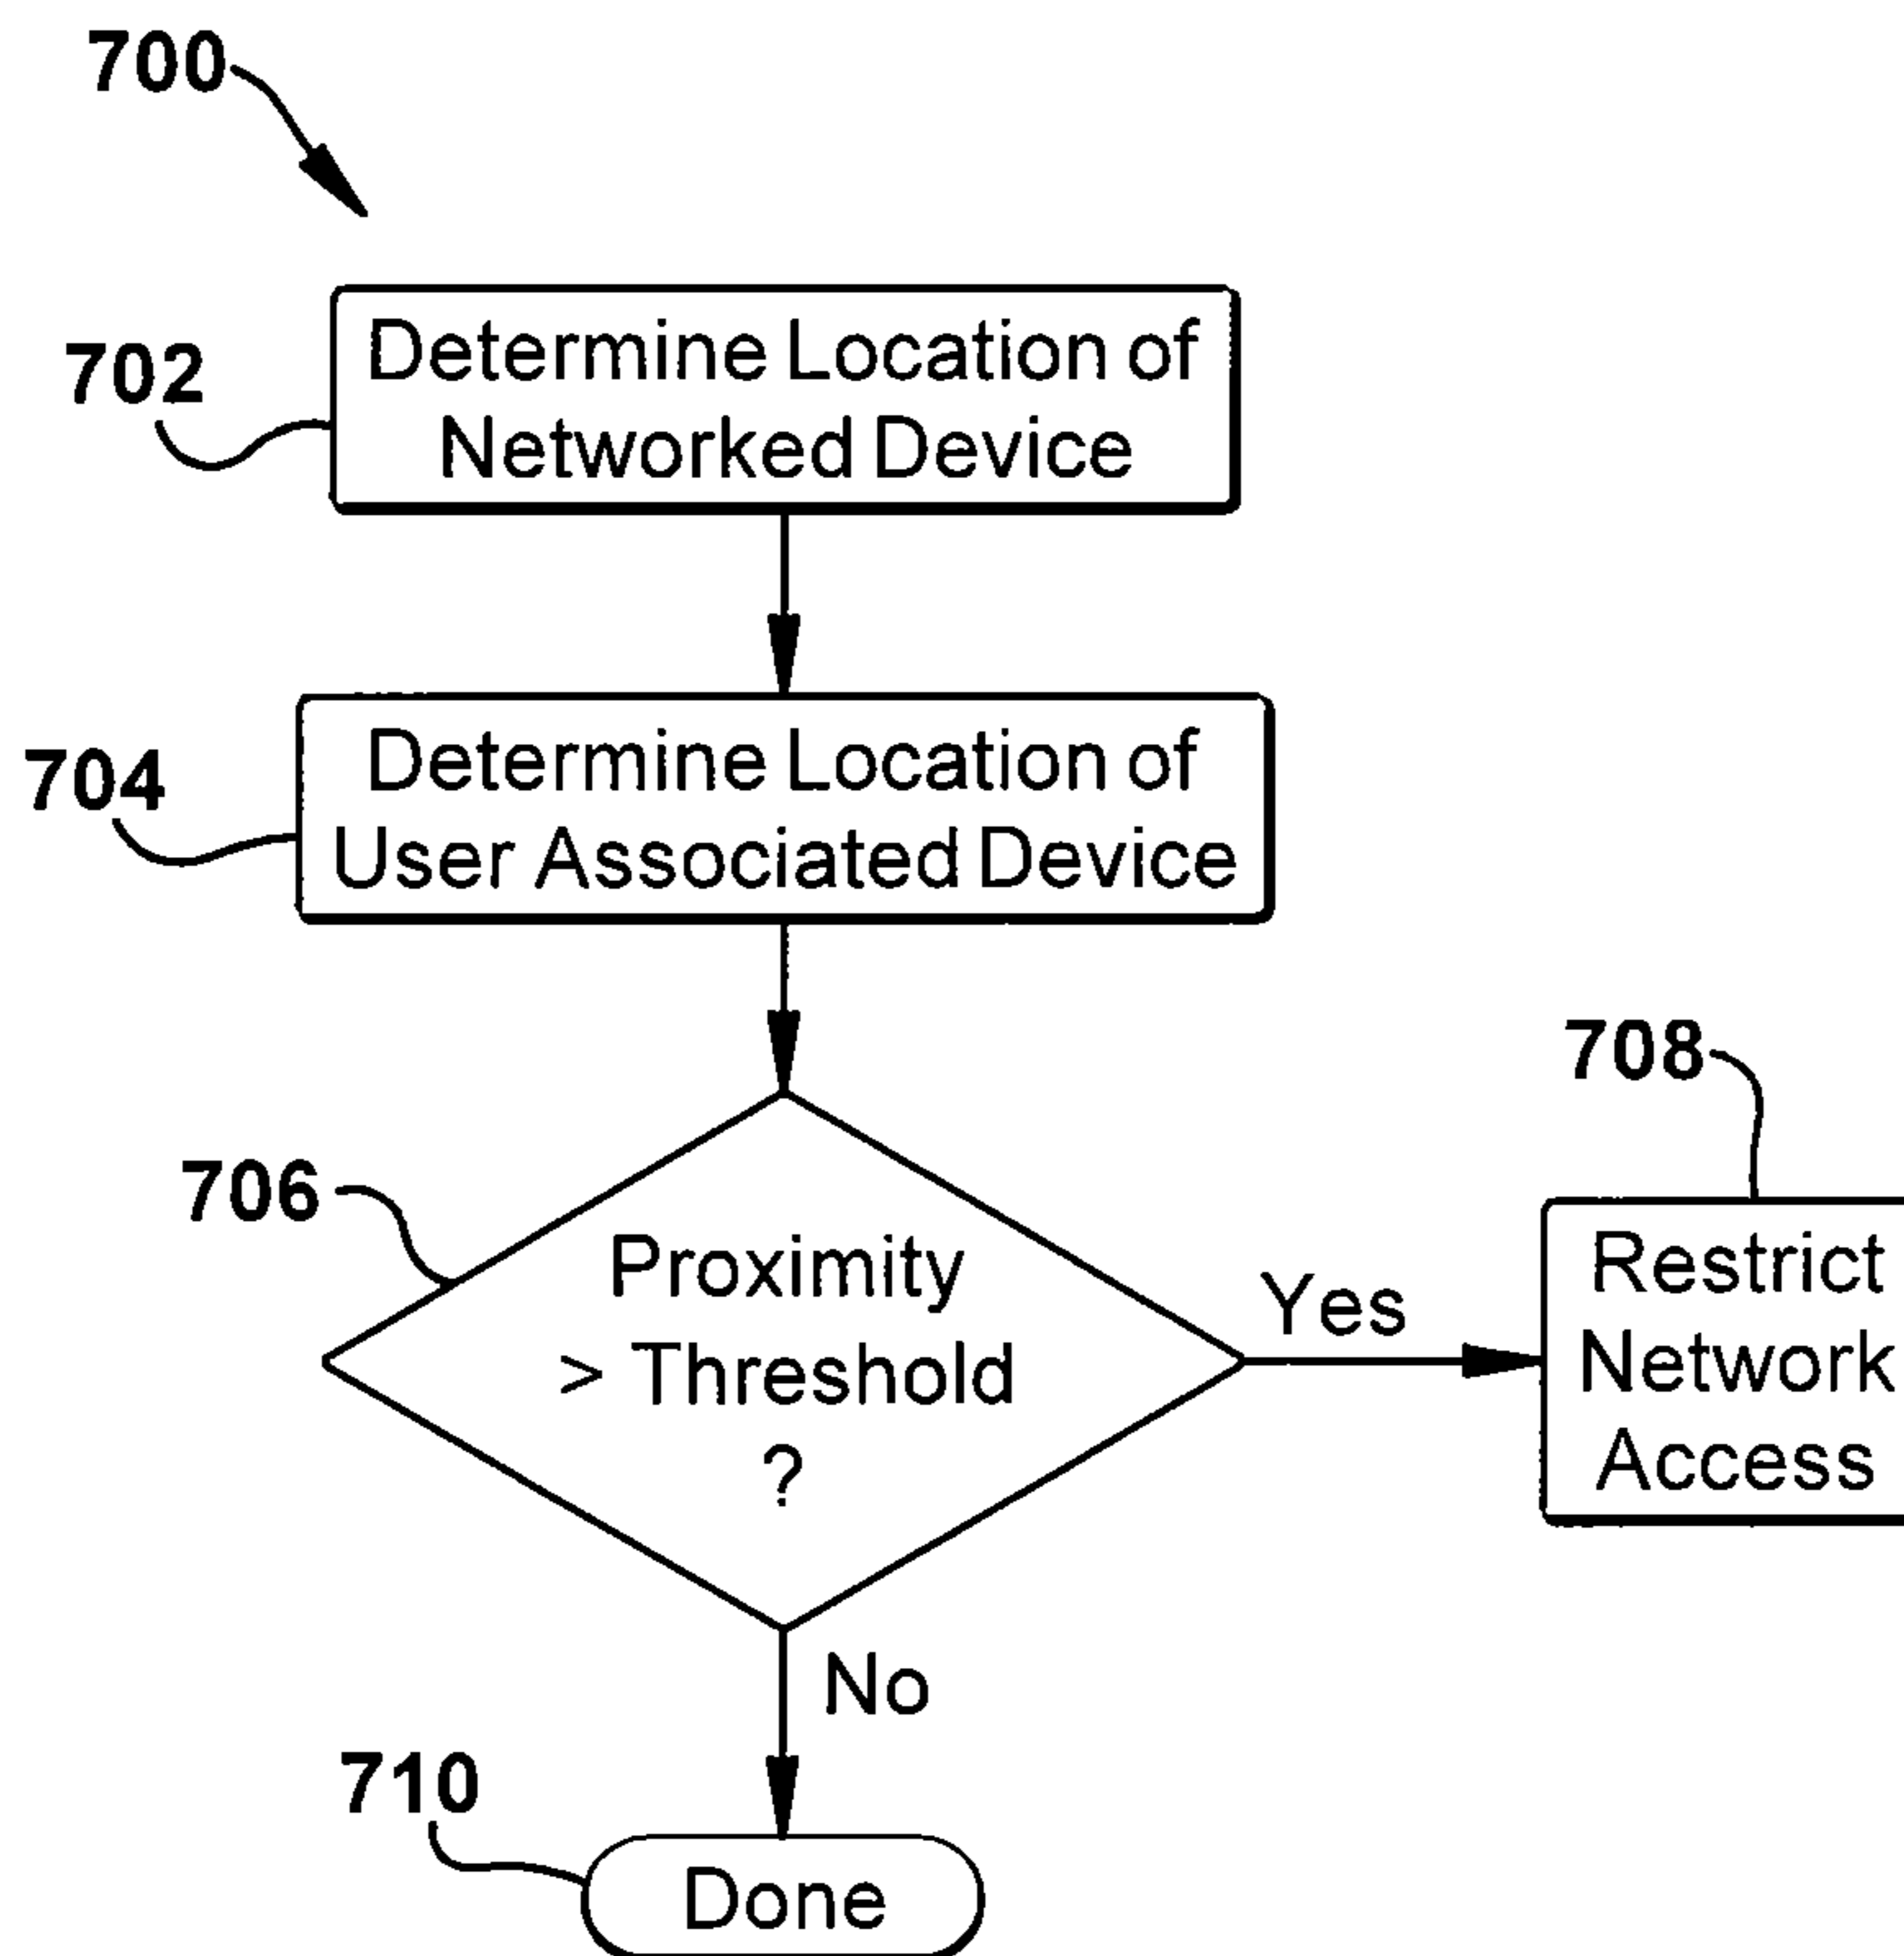 700
702
Determine Location of
Networked Device
704
Determine Location of
User Associated Device
706
Proximity
> Threshold
?
Yes
708
Restrict
Network
Access
No
710
Done